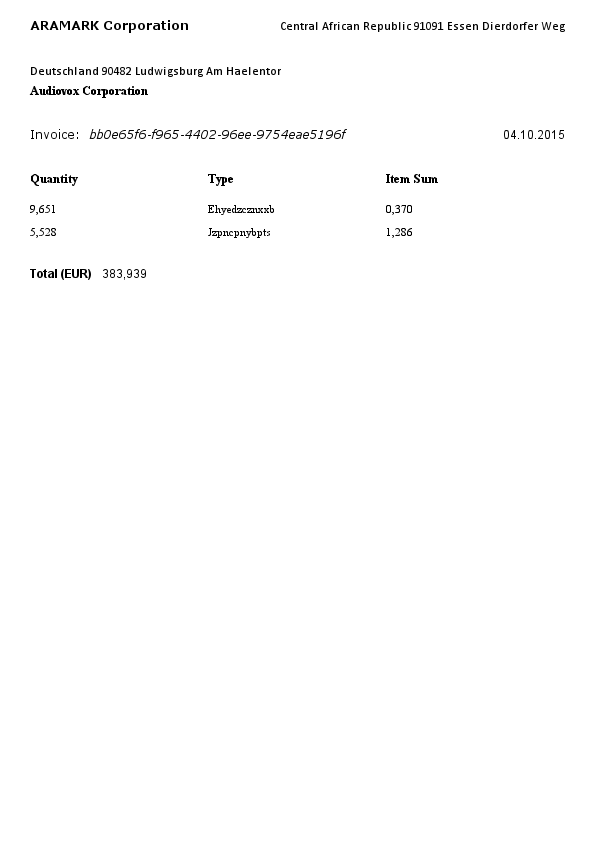 ARAMARK Corporation Central African Republic 91091 Essen Dierdorfer Weg
Deutschland 90482 Ludwigsburg Am Haelentor
Audiovox Corporation
Invoice: bb0e65f6-f965-4402-96ee-9754eae5196f 04.10.2015
Quantity Type Item Sum
9,651 Ehyedzcznxxb 0,370
5,528 Jzpncpnybpts 1,286
Total (EUR) 383,939